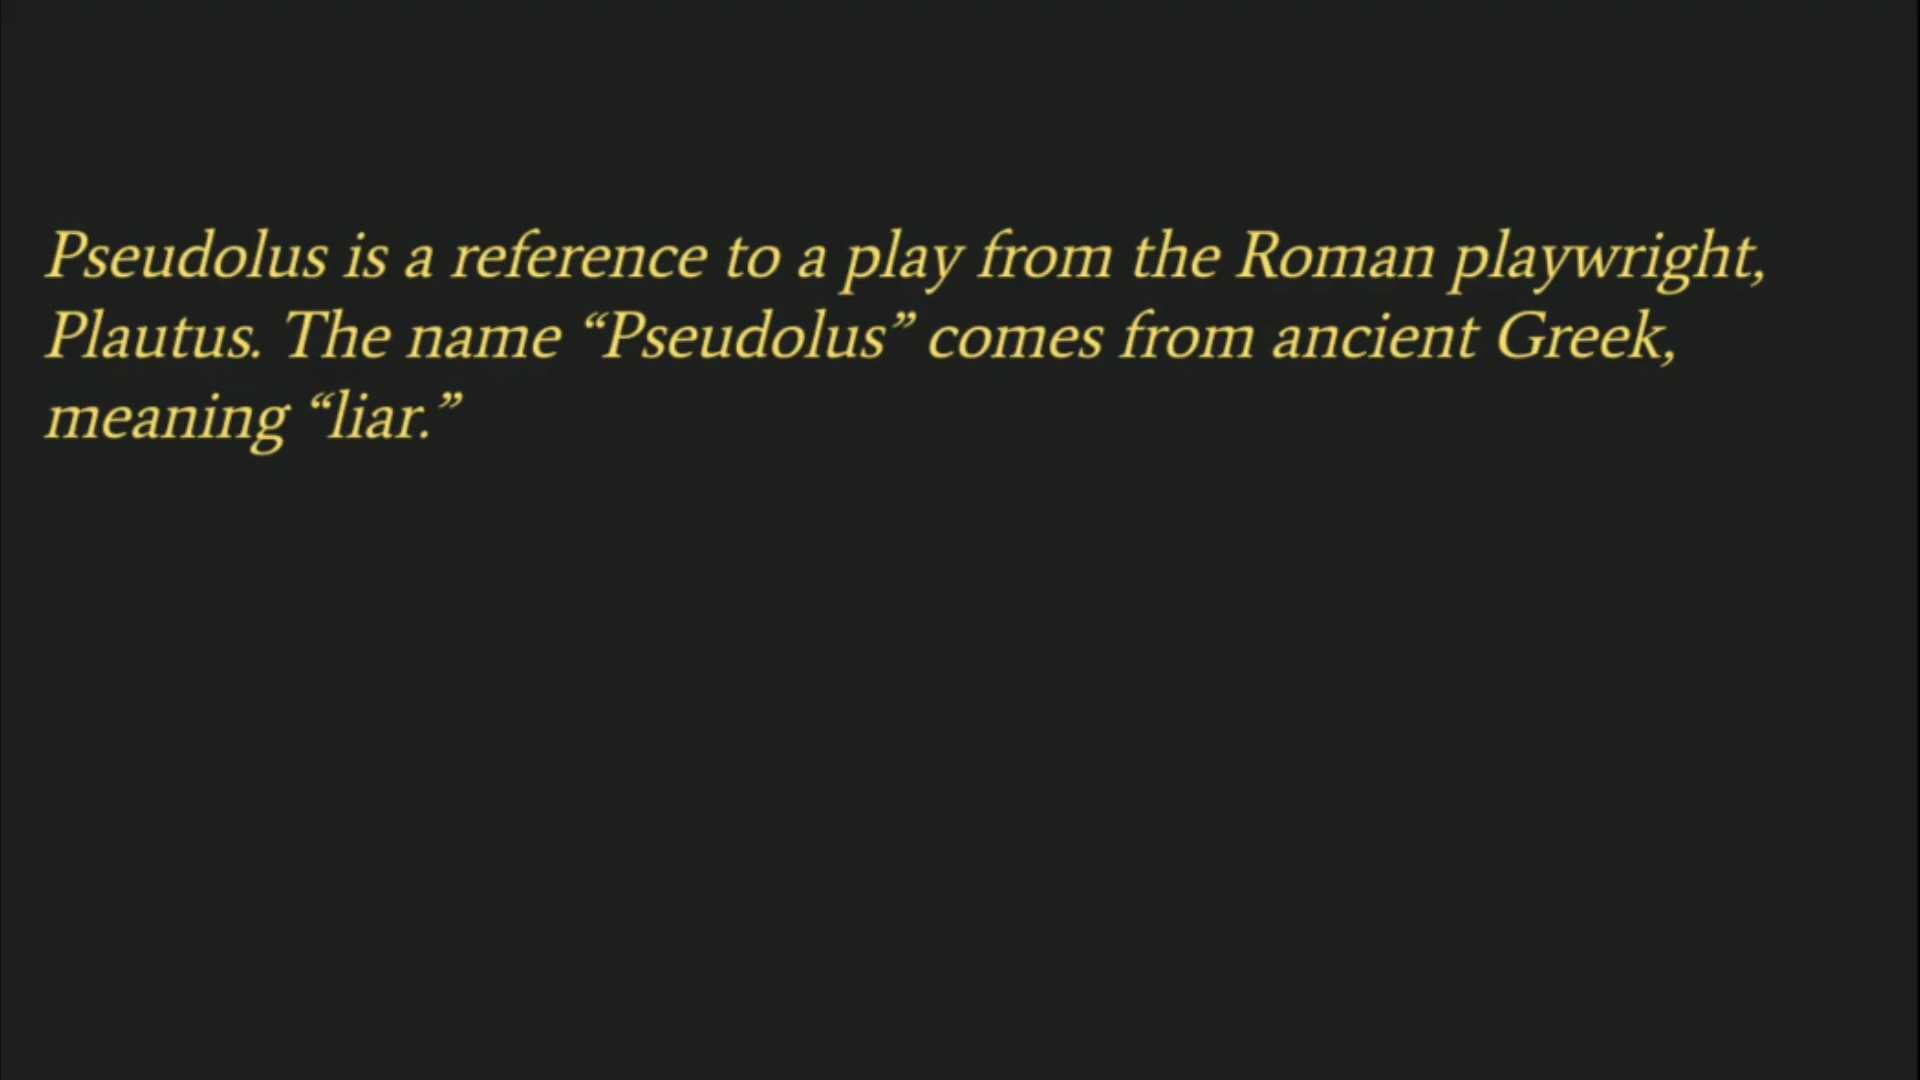 Pseudolus is a reference to a play from the Roman playwright,
Plautus. The name “Pseudolus” comes from ancient Greek,
meaning “liar.”